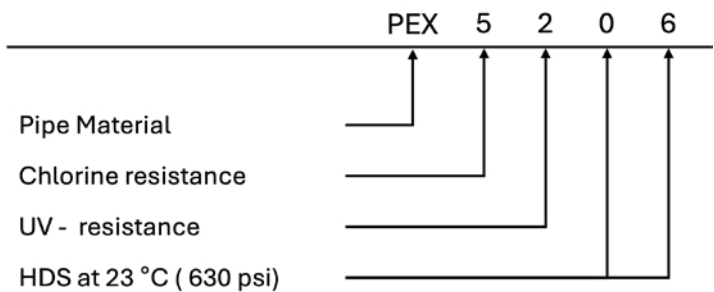 PEX 5 2 0 6
Pipe Material
Chlorine resistance
UV - resistance
HDS at 23 °C ( 630 psi)